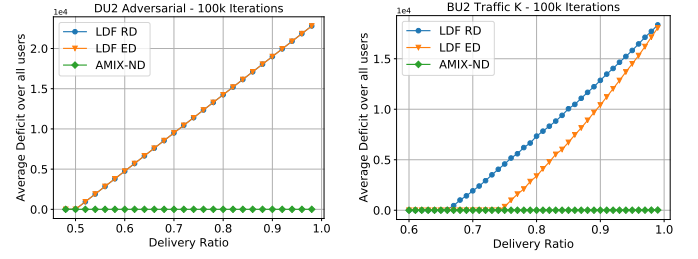 DU2 Adversarial - 100k Iterations
1e4
LDF RD
LDF ED
AMIX-ND
Average Deficit over all users
2.0
1.5
1.0
0.5
0.0
0.5
0.6
0.7
0.8
0.9
1.0
Delivery Ratio
BU2 Traffic K - 100k Iterations
1e4
LDF RD
LDF ED
AMIX-ND
Average Deficit over all users
1.5
1.0
0.5
0.0
0.6
0.7
0.8
0.9
1.0
Delivery Ratio